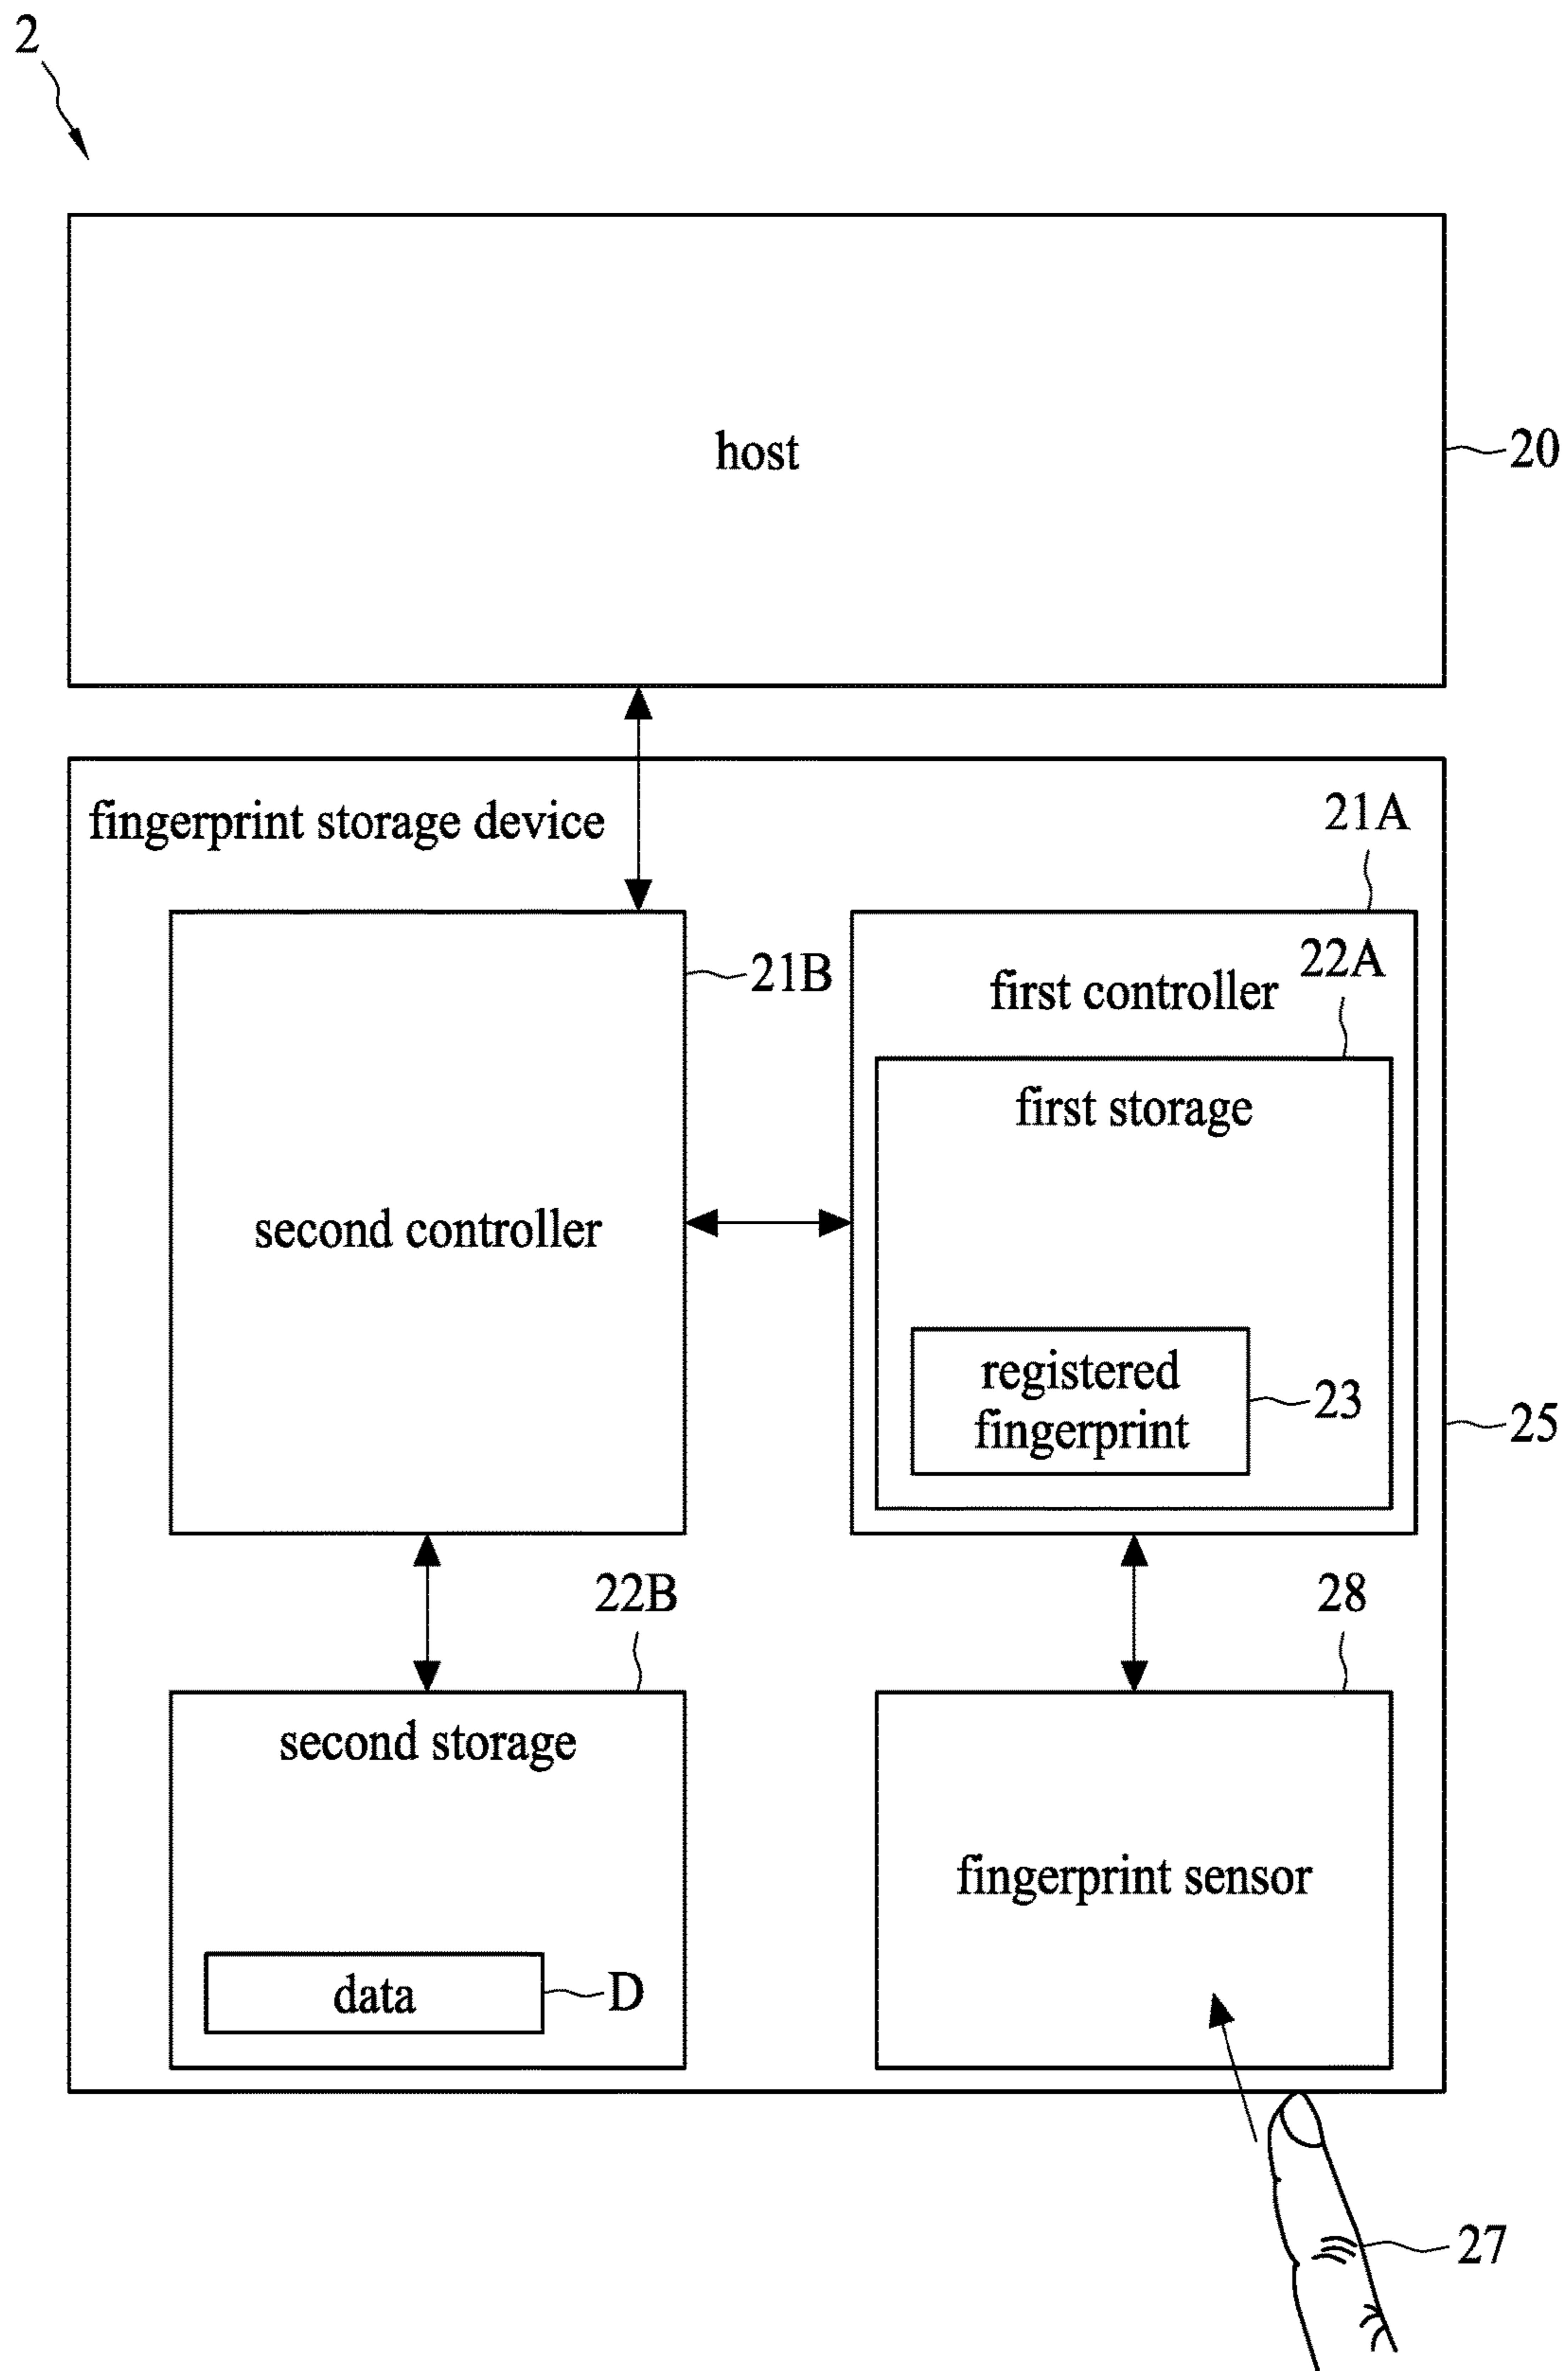 2
host
20
fingerprint storage device
21A
22A
first controller
21B
first storage
second controller
registered
fingerprint
23
25
22B
28
second storage
fingerprint sensor
data
D
27